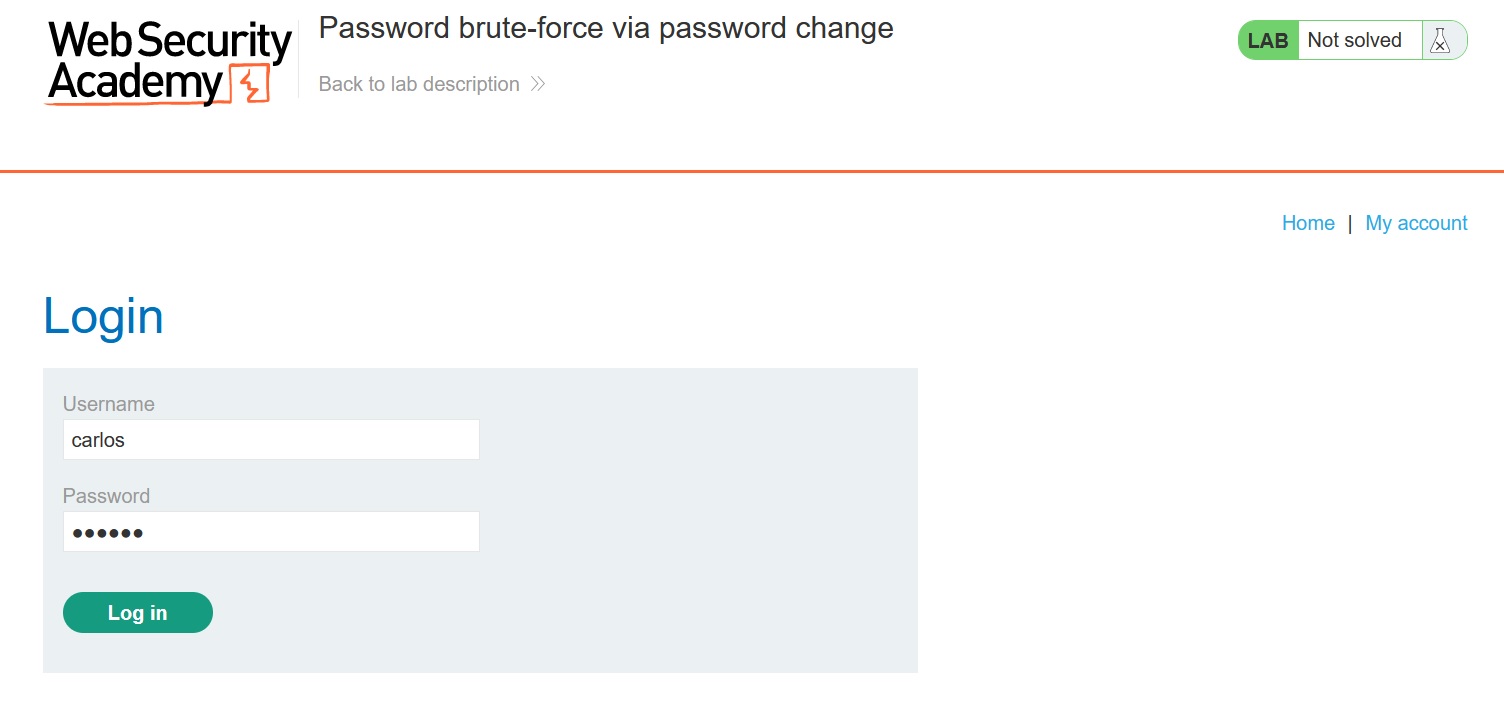 Web Security
Academy
Password brute-force via password change
Back to lab description
LAB Not solved
Home | My account
Login
Username
carlos
Password
••••••
Log in